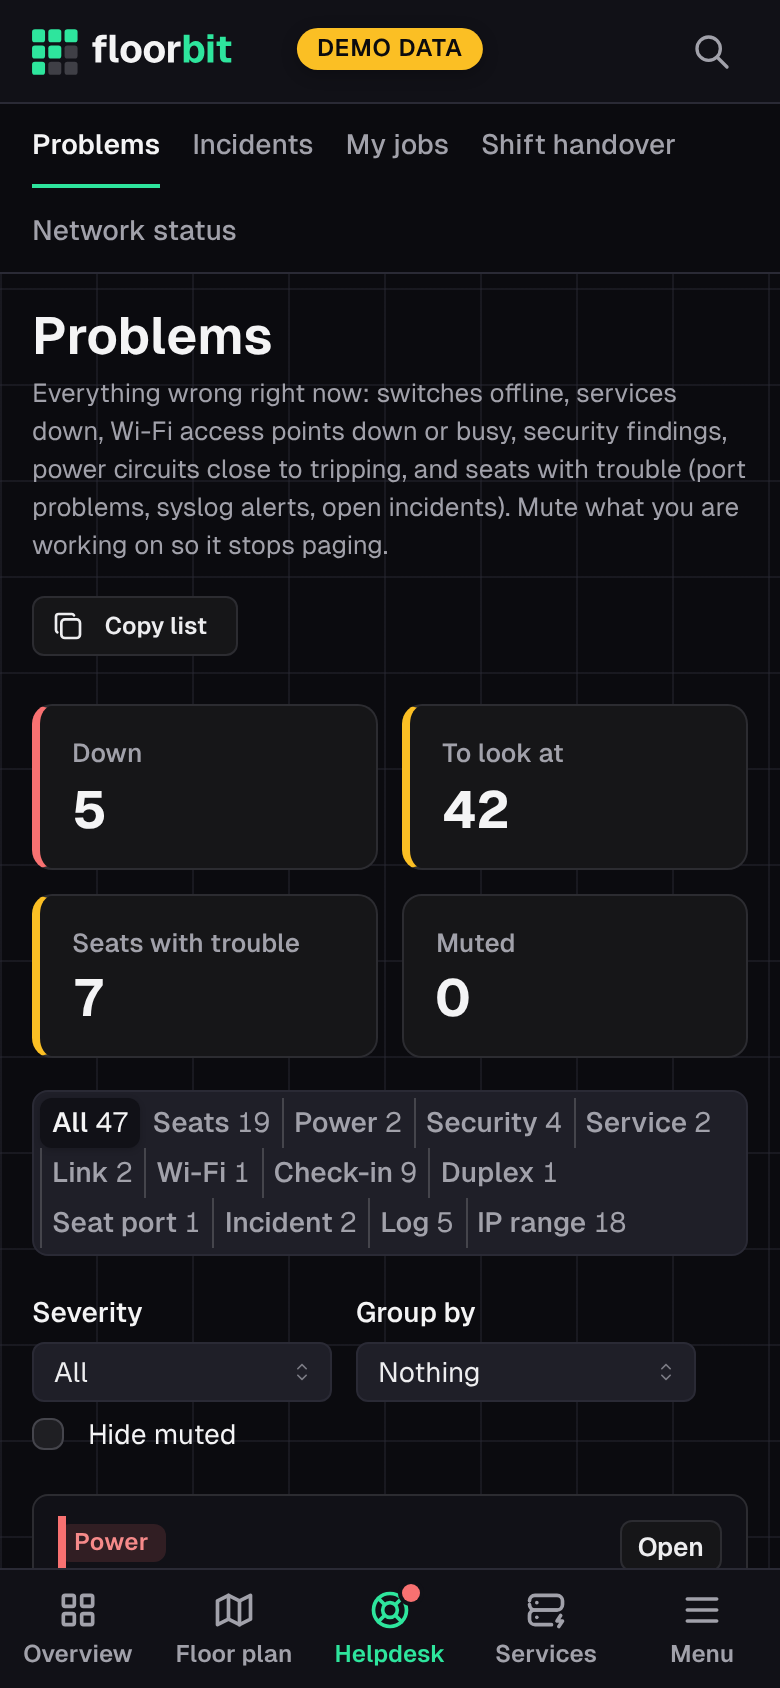 floorbit
DEMO DATA
Problems Incidents My jobs Shift handover
Network status
Problems
Everything wrong right now: switches offline, services
down, Wi-Fi access points down or busy, security findings,
power circuits close to tripping, and seats with trouble (port
problems, syslog alerts, open incidents). Mute what you are
working on so it stops paging.
Copy list
Down
5
To look at
42
Seats with trouble
7
Muted
0
All 47 Seats 19 Power 2 Security 4 Service 2
Link 2 Wi-Fi 1 Check-in 9 Duplex 1
Seat port 1 Incident 2 Log 5 IP range 18
Severity Group by
All Nothing
Hide muted
Power Open
Overview Floor plan Helpdesk Services Menu